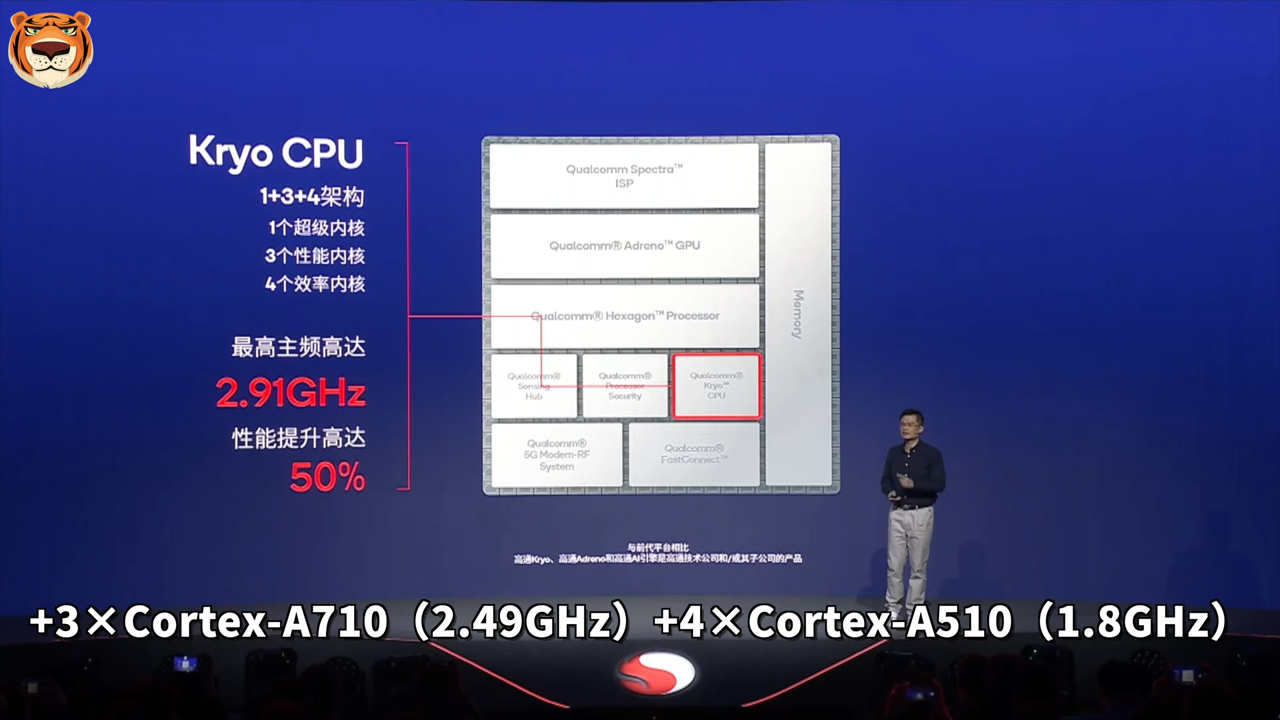 Kryo CPU
1+3+4架构
1个超级内核
3个性能内核
4个效率内核
最高主频高达
2.91GHz
性能提升高达
50%
Qualcomm Spectra™
ISP
Qualcomm® Adreno™ GPU
Qualcomm® Hexagon™ Processor
Qualcomm®
Sensing
Hub
Qualcomm®
Processor
Security
Qualcomm®
Kryo™
CPU
Qualcomm®
5G Modem-RF
System
Qualcomm®
FastConnect™
Memory
与前代平台相比
高通Kryo、高通Adreno和高通AI引擎是高通技术公司和/或其子公司的产品
+3×Cortex-A710（2.49GHz）+4×Cortex-A510（1.8GHz）